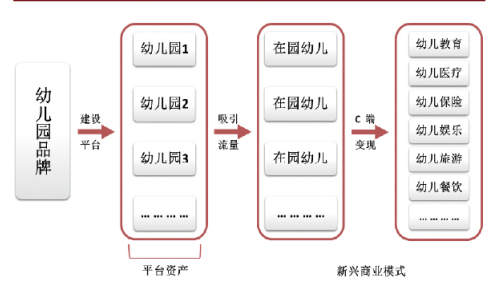 幼儿园品牌
建设
平台
幼儿园1
幼儿园2
幼儿园3
… … … …
平台资产
吸引
流量
在园幼儿
在园幼儿
在园幼儿
… … … …
C 端
变现
幼儿教育
幼儿医疗
幼儿保险
幼儿娱乐
幼儿旅游
幼儿餐饮
… … … …
新兴商业模式